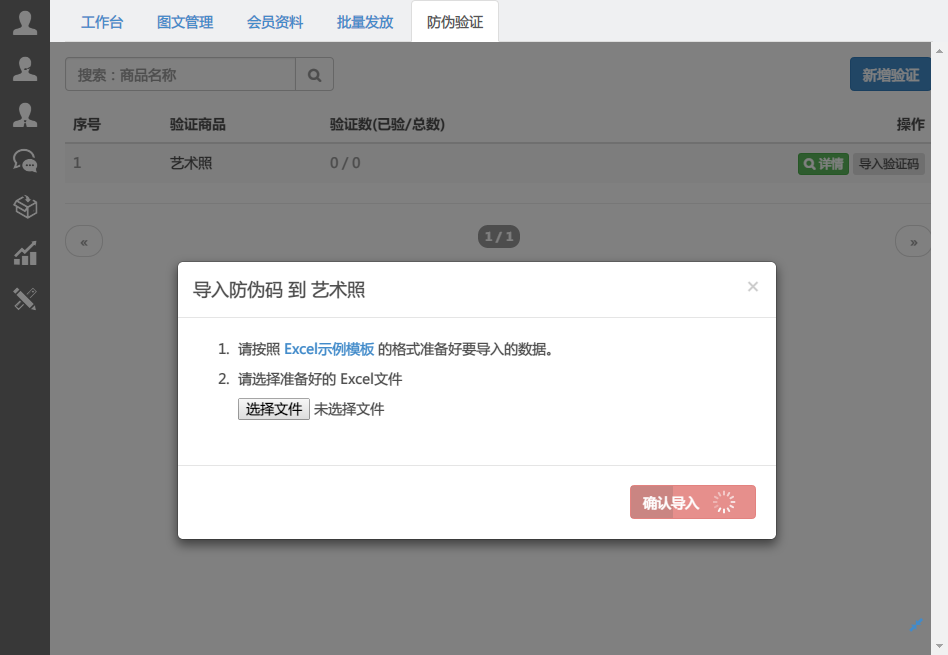 工作台 图文管理 会员资料 批量发放 防伪验证
搜索：商品名称 新增验证
序号 验证商品 验证数(已验/总数) 操作
1 艺术照 0 / 0 详情 导入验证码
« 1 / 1 »
导入防伪码 到 艺术照 ×
1. 请按照 Excel示例模板 的格式准备好要导入的数据。
2. 请选择准备好的 Excel文件
选择文件 未选择文件
确认导入